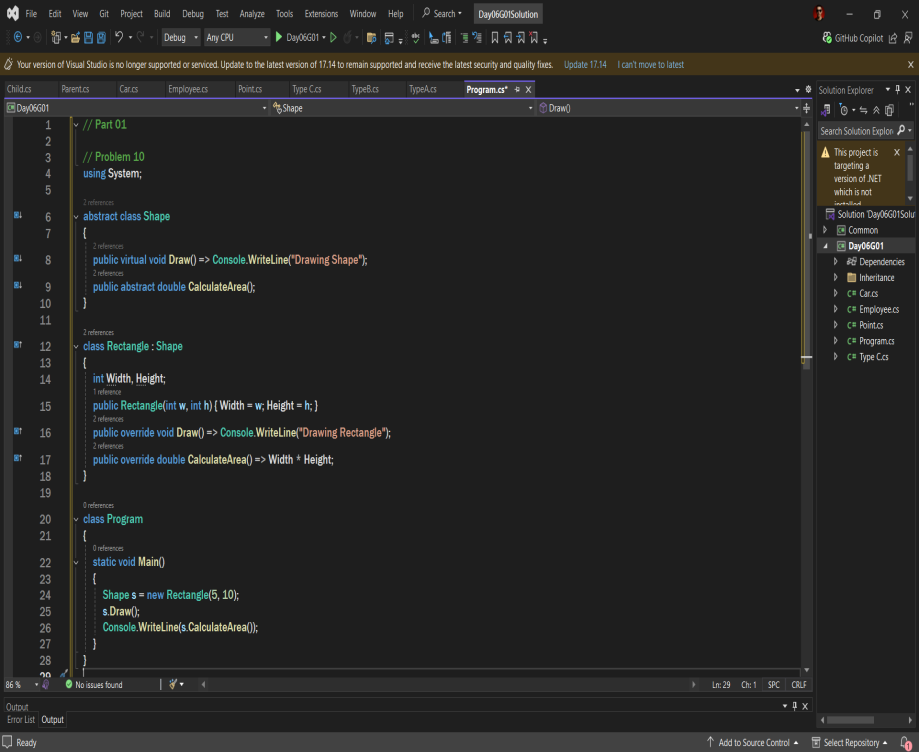 File Edit View Git Project Build Debug Test Analyze Tools Extensions Window Help Search Day06G01Solution
Debug Any CPU Day06G01 GitHub Copilot
Your version of Visual Studio is no longer supported or serviced. Update to the latest version of 17.14 to remain supported and receive the latest security and quality fixes. Update 17.14 I can't move to latest
Child.cs Parent.cs Car.cs Employee.cs Point.cs Type C.cs TypeB.cs TypeA.cs Program.cs* Solution Explorer
Day06G01 Shape Draw()
1 // Part 01
2
3 // Problem 10
4 using System;
5
2 references
6 abstract class Shape
7 {
2 references
8 public virtual void Draw() => Console.WriteLine("Drawing Shape");
2 references
9 public abstract double CalculateArea();
10 }
11
2 references
12 class Rectangle : Shape
13 {
14 int Width, Height;
1 reference
15 public Rectangle(int w, int h) { Width = w; Height = h; }
2 references
16 public override void Draw() => Console.WriteLine("Drawing Rectangle");
2 references
17 public override double CalculateArea() => Width * Height;
18 }
19
0 references
20 class Program
21 {
0 references
22 static void Main()
23 {
24 Shape s = new Rectangle(5, 10);
25 s.Draw();
26 Console.WriteLine(s.CalculateArea());
27 }
28 }
29
Search Solution Explor
This project is
targeting a
version of .NET
which is not
installed
Solution 'Day06G01Solu
Common
Day06G01
Dependencies
Inheritance
C# Car.cs
C# Employee.cs
C# Point.cs
C# Program.cs
C# Type C.cs
86 % No issues found Ln: 29 Ch: 1 SPC CRLF
Output
Error List Output
Ready Add to Source Control Select Repository 1